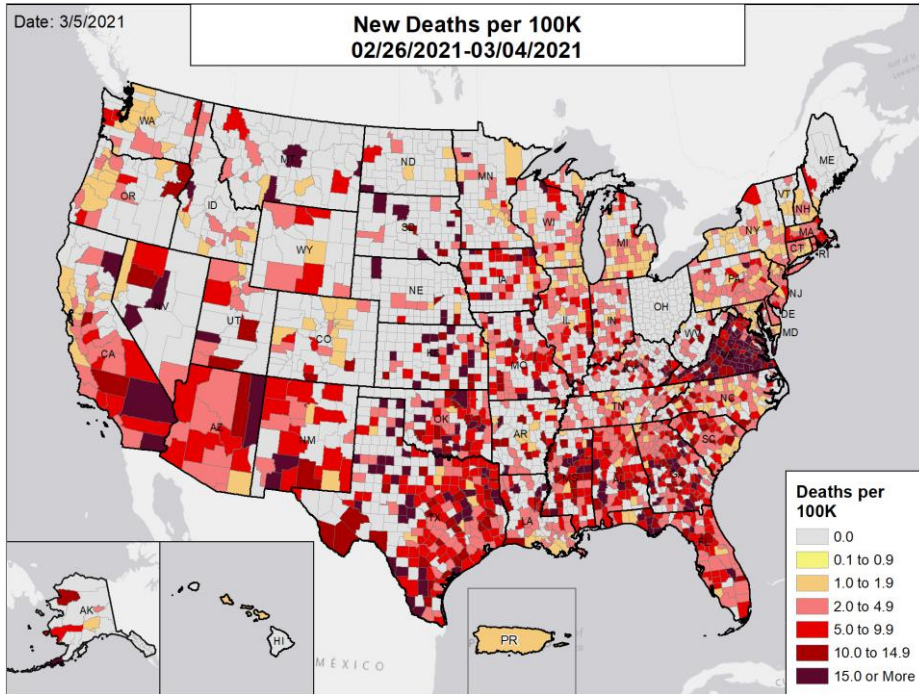 Date: 3/5/2021
New Deaths per 100K
02/26/2021-03/04/2021
WA
ND
MN
ME
OR
ID
SD
WI
MI
VT
NH
NY
MA
CT
RI
WY
IA
NE
PA
NJ
NV
UT
CO
IL
IN
OH
DE
MD
WV
CA
MO
AZ
NM
OK
AR
TN
NC
SC
MS
AL
TX
LA
FL
AK
HI
PR
MÉXICO
Deaths per
100K
0.0
0.1 to 0.9
1.0 to 1.9
2.0 to 4.9
5.0 to 9.9
10.0 to 14.9
15.0 or More